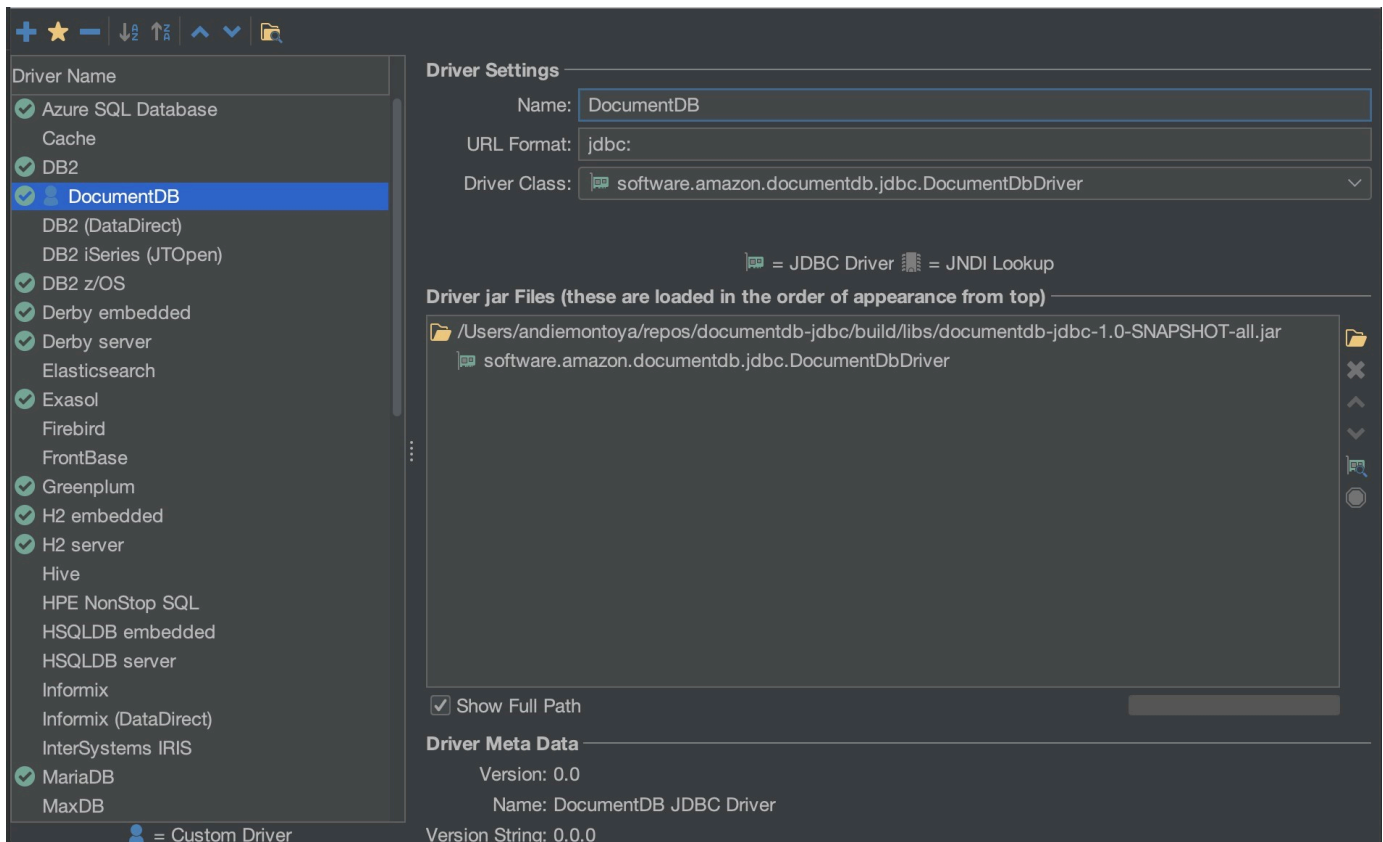 Driver Name
Azure SQL Database
Cache
DB2
DocumentDB
DB2 (DataDirect)
DB2 iSeries (JTOpen)
DB2 z/OS
Derby embedded
Derby server
Elasticsearch
Exasol
Firebird
FrontBase
Greenplum
H2 embedded
H2 server
Hive
HPE NonStop SQL
HSQLDB embedded
HSQLDB server
Informix
Informix (DataDirect)
InterSystems IRIS
MariaDB
MaxDB
= Custom Driver
Driver Settings
Name: DocumentDB
URL Format: jdbc:
Driver Class: software.amazon.documentdb.jdbc.DocumentDbDriver
= JDBC Driver = JNDI Lookup
Driver jar Files (these are loaded in the order of appearance from top)
/Users/andiemontoya/repos/documentdb-jdbc/build/libs/documentdb-jdbc-1.0-SNAPSHOT-all.jar
software.amazon.documentdb.jdbc.DocumentDbDriver
Show Full Path
Driver Meta Data
Version: 0.0
Name: DocumentDB JDBC Driver
Version String: 0.0.0